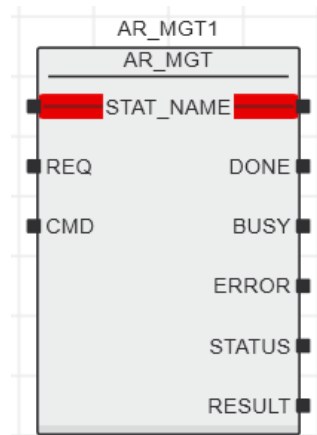 AR_MGT1
AR_MGT
STAT_NAME
REQ DONE
CMD BUSY
ERROR
STATUS
RESULT